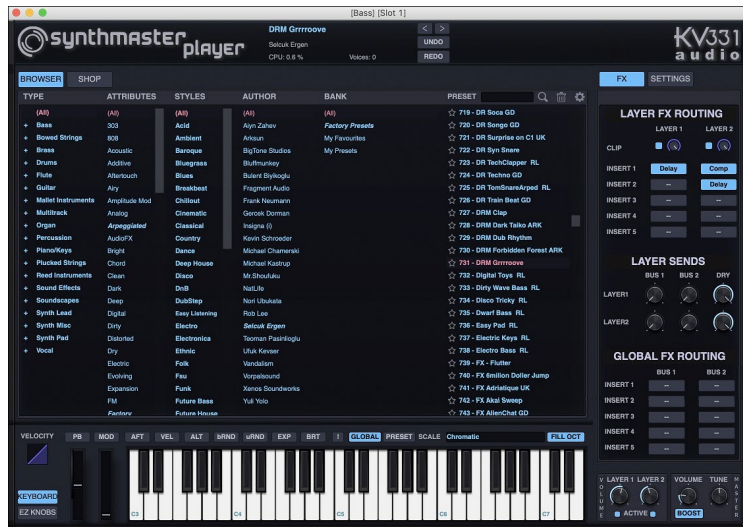 [Bass] [Slot 1]
synthmaster player
DRM Grrrroove
< >
Selcuk Ergen
UNDO
CPU: 0.6 % Voices: 0
REDO
KV331 audio
BROWSER SHOP
FX SETTINGS
TYPE ATTRIBUTES STYLES AUTHOR BANK PRESET
(All) (All) (All) (All) (All) 719 - DR Soca GD
+ Bass 303 Acid Aiyn Zahev Factory Presets 720 - DR Songo GD
+ Bowed Strings 808 Ambient Arksun My Favourites 721 - DR Surprise on C1 UK
+ Brass Acoustic Baroque BigTone Studios My Presets 722 - DR Syn Snare
+ Drums Additive Bluegrass Bluffmunkey 723 - DR TechClapper RL
+ Flute Aftertouch Blues Bulent Biyikoglu 724 - DR Techno GD
+ Guitar Airy Breakbeat Fragment Audio 725 - DR TomSnareArped RL
+ Mallet Instruments Amplitude Mod Chillout Frank Neumann 726 - DR Train Beat GD
+ Multitrack Analog Cinematic Gercek Dorman 727 - DRM Clap
+ Organ Arpeggiated Classical Insigna (i) 728 - DRM Dark Taiko ARK
+ Percussion AudioFX Country Kevin Schroeder 729 - DRM Dub Rhythm
+ Piano/Keys Bright Dance Michael Chamerski 730 - DRM Forbidden Forest ARK
+ Plucked Strings Chord Deep House Michael Kastrup 731 - DRM Grrrroove
+ Reed Instruments Clean Disco Mr.Shoufuku 732 - Digital Toys RL
+ Sound Effects Dark DnB NatLife 733 - Dirty Wave Bass RL
+ Soundscapes Deep DubStep Nori Ubukata 734 - Disco Tricky RL
+ Synth Lead Digital Easy Listening Rob Lee 735 - Dwarf Bass RL
+ Synth Misc Dirty Electro Selcuk Ergen 736 - Easy Pad RL
+ Synth Pad Distorted Electronica Teoman Pasinlioglu 737 - Electric Keys RL
+ Vocal Dry Ethnic Ufuk Kevser 738 - Electro Bass RL
Electric Folk Vandalism 739 - FX - Flutter
Evolving Fsu Vorpalsound 740 - FX 6million Doller Jump
Expansion Funk Xenos Soundworks 741 - FX Adriatique UK
FM Future Bass Yuli Yolo 742 - FX Akai Sweep
Factory Future House 743 - FX AlienChat GD
LAYER FX ROUTING
LAYER 1 LAYER 2
CLIP
INSERT 1 Delay Comp
INSERT 2 -- Delay
INSERT 3 -- --
INSERT 4 -- --
INSERT 5 -- --
LAYER SENDS
BUS 1 BUS 2 DRY
LAYER1
LAYER2
GLOBAL FX ROUTING
BUS 1 BUS 2
INSERT 1 -- --
INSERT 2 -- --
INSERT 3 -- --
INSERT 4 -- --
INSERT 5 -- --
VELOCITY PB MOD AFT VEL ALT bRND uRND EXP BRT ! GLOBAL PRESET SCALE Chromatic FILL OCT
KEYBOARD
EZ KNOBS
C3 C4 C5 C6 C7
VOLUME LAYER 1 LAYER 2 VOLUME TUNE MASTER
ACTIVE BOOST